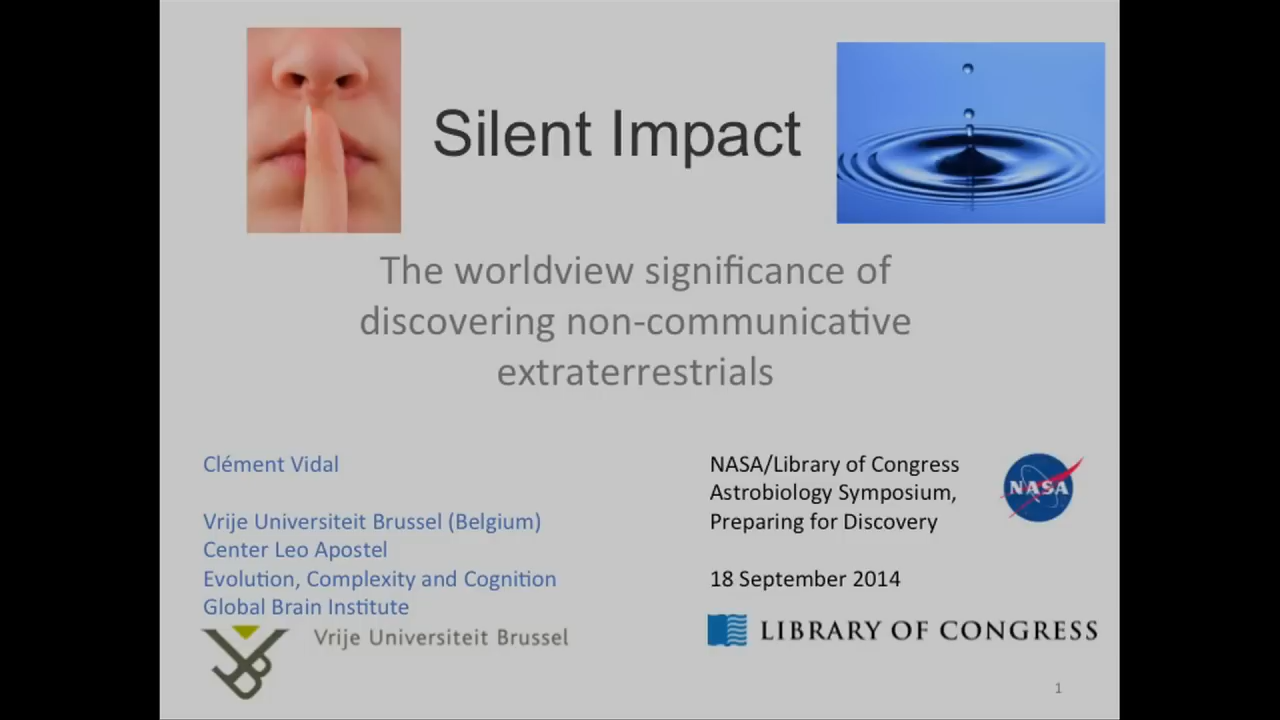 Silent Impact
The worldview significance of
discovering non-communicative
extraterrestrials
Clément Vidal
Vrije Universiteit Brussel (Belgium)
Center Leo Apostel
Evolution, Complexity and Cognition
Global Brain Institute
Vrije Universiteit Brussel
NASA/Library of Congress
Astrobiology Symposium,
Preparing for Discovery
NASA
18 September 2014
LIBRARY OF CONGRESS
1